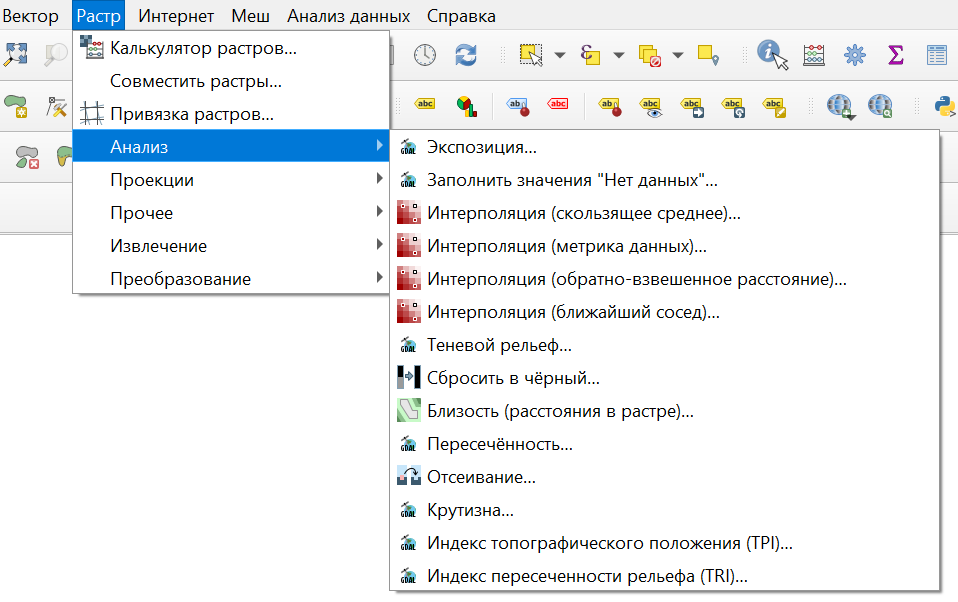 Вектор Растр Интернет Меш Анализ данных Справка
Калькулятор растров...
Совместить растры...
Привязка растров...
Анализ
Проекции
Прочее
Извлечение
Преобразование
Экспозиция...
Заполнить значения "Нет данных"...
Интерполяция (скользящее среднее)...
Интерполяция (метрика данных)...
Интерполяция (обратно-взвешенное расстояние)...
Интерполяция (ближайший сосед)...
Теневой рельеф...
Сбросить в чёрный...
Близость (расстояния в растре)...
Пересечённость...
Отсеивание...
Крутизна...
Индекс топографического положения (TPI)...
Индекс пересеченности рельефа (TRI)...